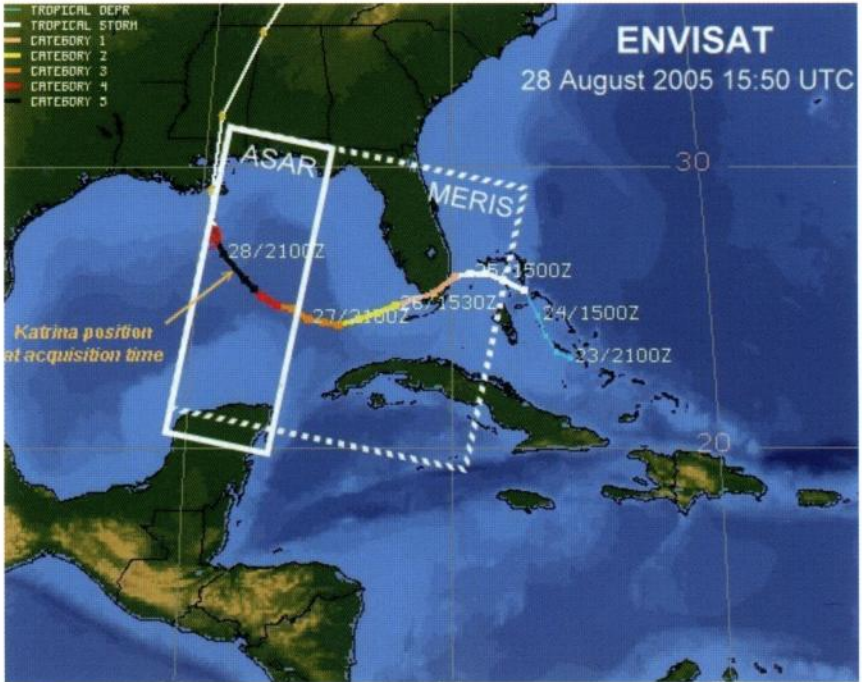 TROPICAL DEPR
TROPICAL STORM
CATEGORY 1
CATEGORY 2
CATEGORY 3
CATEGORY 4
CATEGORY 5
ENVISAT
28 August 2005 15:50 UTC
ASAR
MERIS
30
28/2100Z
25/1500Z
26/1530Z
24/1500Z
27/2100Z
23/2100Z
Katrina position
at acquisition time
20